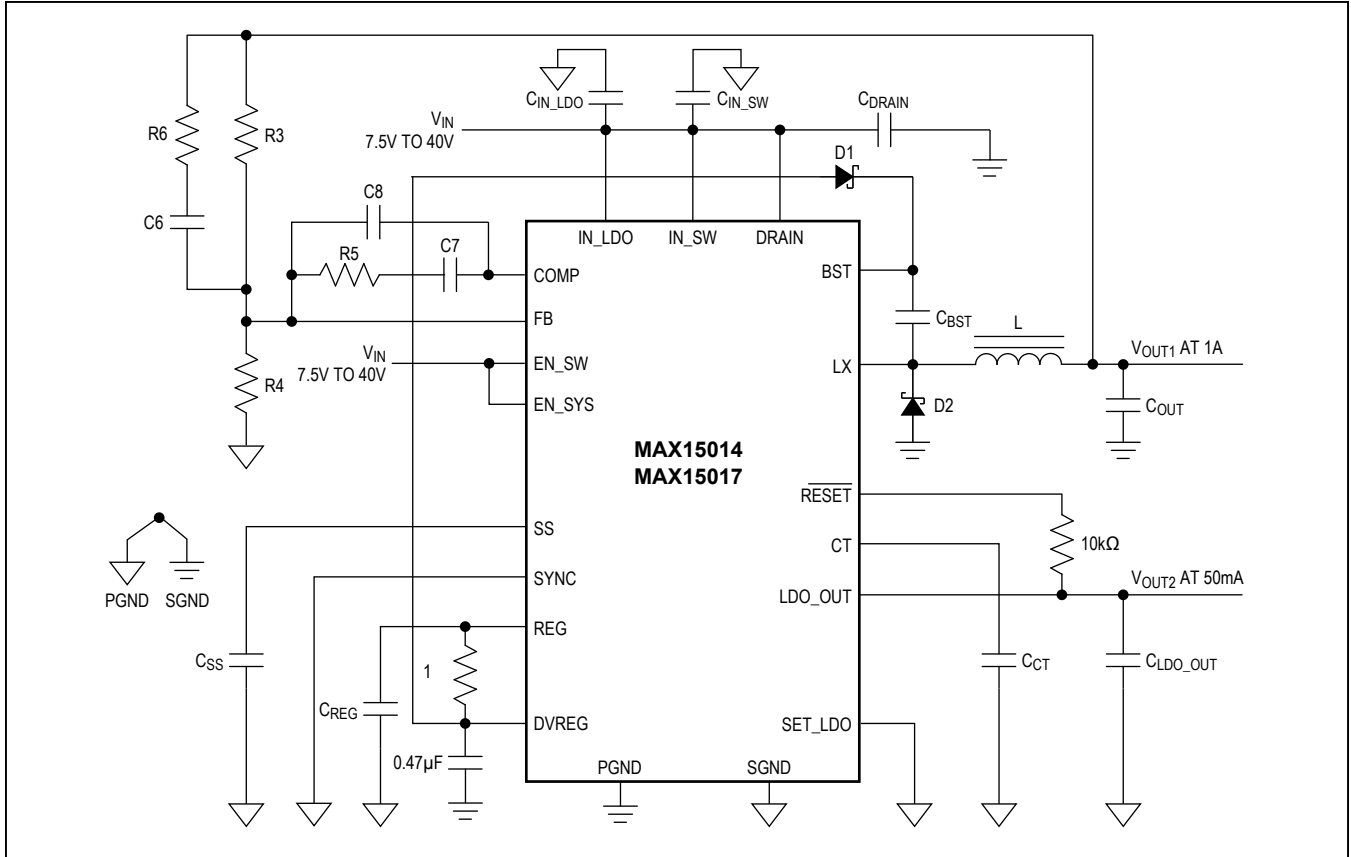 R6
R3
C6
R4
C8
R5
C7
VIN
7.5V TO 40V
CIN_LDO
CIN_SW
CDRAIN
D1
IN_LDO
IN_SW
DRAIN
COMP
FB
VIN
7.5V TO 40V
EN_SW
EN_SYS
BST
CBST
L
LX
VOUT1 AT 1A
D2
COUT
MAX15014
MAX15017
RESET
10kΩ
CT
LDO_OUT
VOUT2 AT 50mA
SS
SYNC
PGND
SGND
REG
CSS
1
CREG
DVREG
0.47µF
CCT
CLDO_OUT
SET_LDO
PGND
SGND